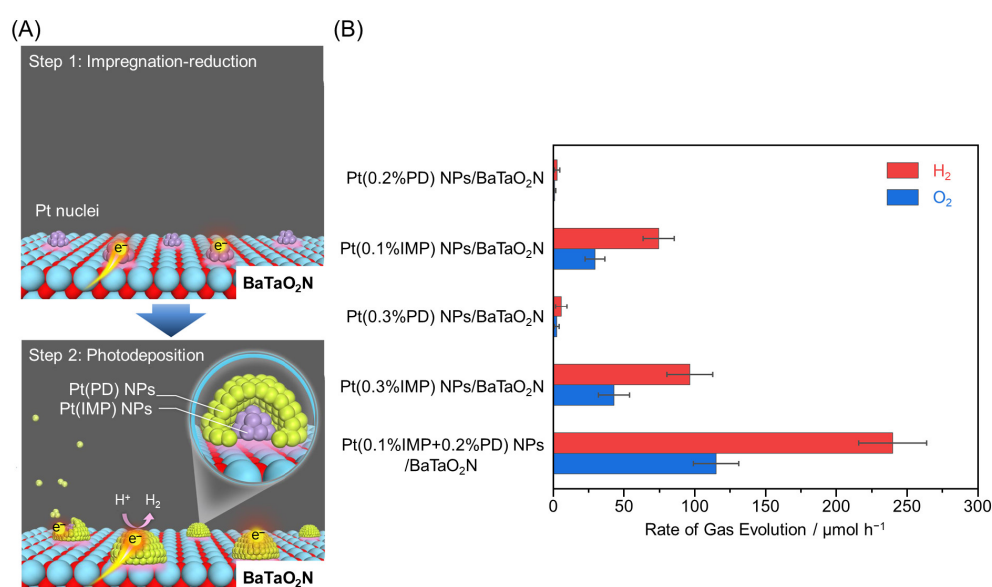 (A)
Step 1: Impregnation-reduction
Pt nuclei
e⁻
e⁻
BaTaO₂N
Step 2: Photodeposition
Pt(PD) NPs
Pt(IMP) NPs
H⁺
H₂
e⁻
e⁻
e⁻
BaTaO₂N
(B)
Pt(0.2%PD) NPs/BaTaO₂N
Pt(0.1%IMP) NPs/BaTaO₂N
Pt(0.3%PD) NPs/BaTaO₂N
Pt(0.3%IMP) NPs/BaTaO₂N
Pt(0.1%IMP+0.2%PD) NPs
/BaTaO₂N
H₂
O₂
0 50 100 150 200 250 300
Rate of Gas Evolution / μmol h⁻¹